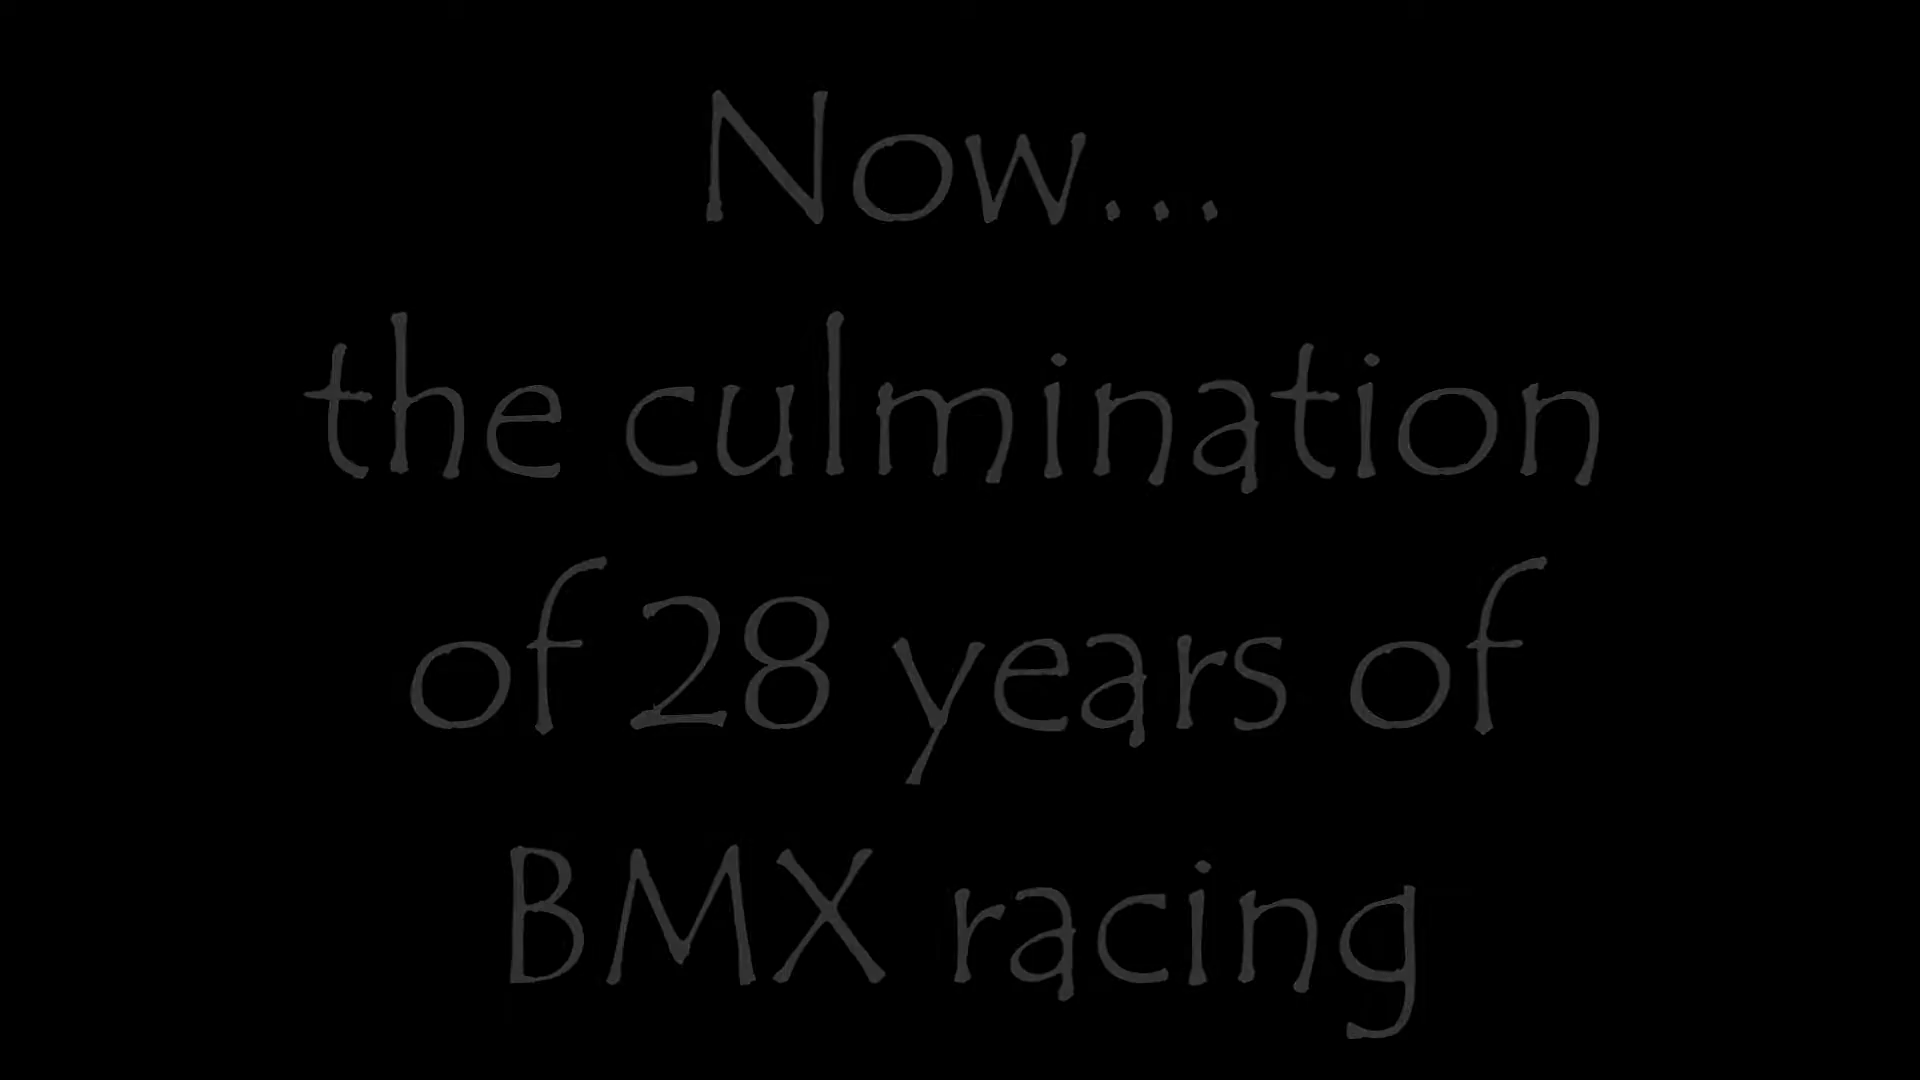 Now...
the culmination
of 28 years of
BMX racing